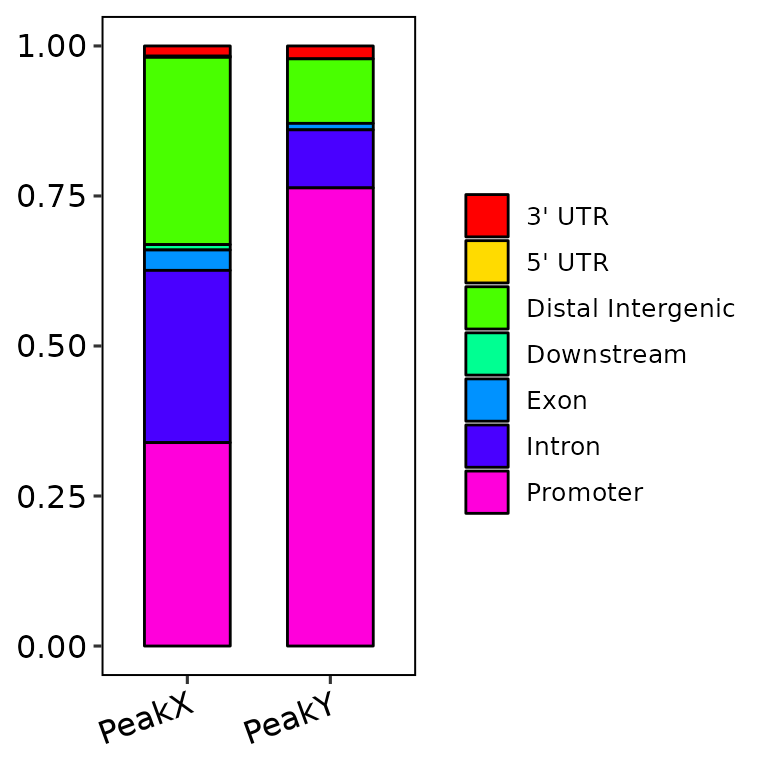 1.00
0.75
0.50
0.25
0.00
PeakX
PeakY
3' UTR
5' UTR
Distal Intergenic
Downstream
Exon
Intron
Promoter